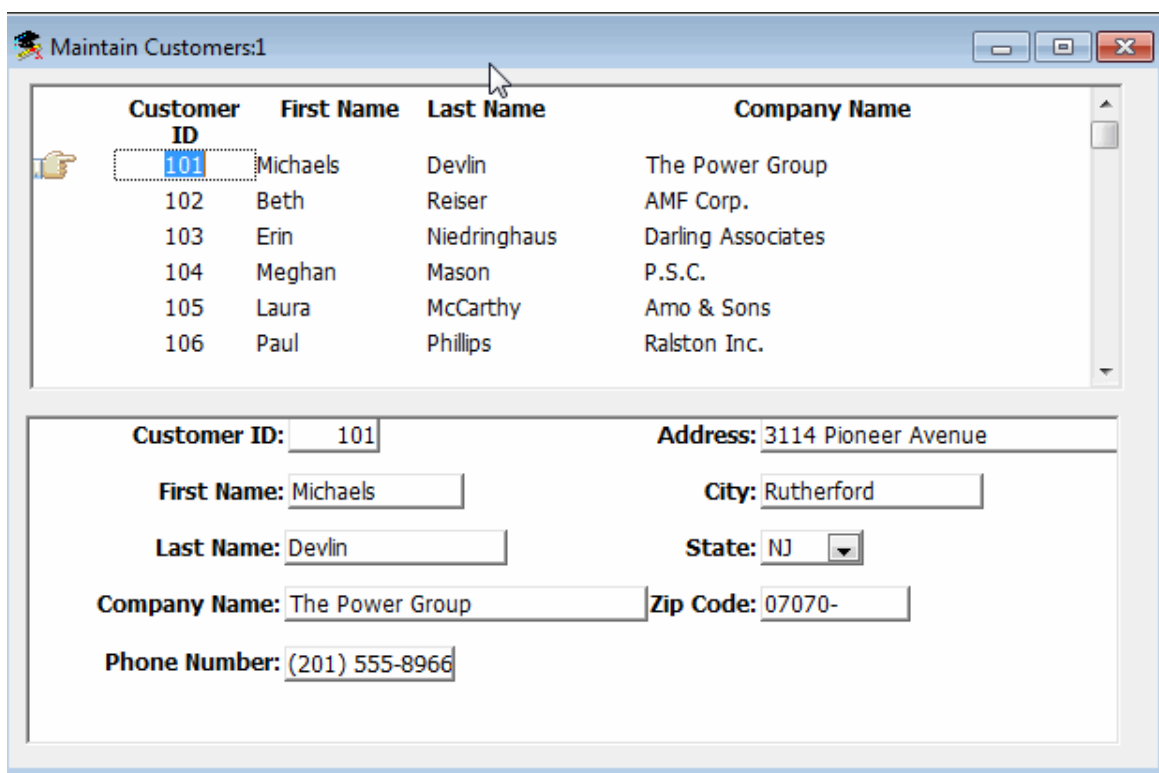 Maintain Customers:1
Customer ID First Name Last Name Company Name
101 Michaels Devlin The Power Group
102 Beth Reiser AMF Corp.
103 Erin Niedringhaus Darling Associates
104 Meghan Mason P.S.C.
105 Laura McCarthy Amo & Sons
106 Paul Phillips Ralston Inc.
Customer ID: 101 Address: 3114 Pioneer Avenue
First Name: Michaels City: Rutherford
Last Name: Devlin State: NJ
Company Name: The Power Group Zip Code: 07070-
Phone Number: (201) 555-8966